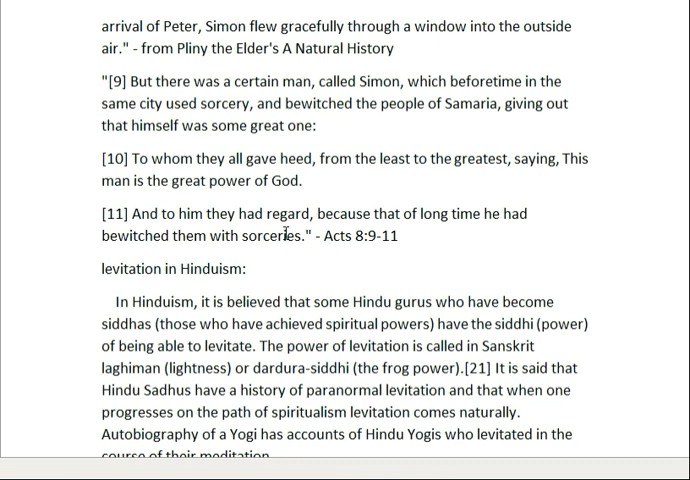 arrival of Peter, Simon flew gracefully through a window into the outside
air." - from Pliny the Elder's A Natural History
"[9] But there was a certain man, called Simon, which beforetime in the
same city used sorcery, and bewitched the people of Samaria, giving out
that himself was some great one:
[10] To whom they all gave heed, from the least to the greatest, saying, This
man is the great power of God.
[11] And to him they had regard, because that of long time he had
bewitched them with sorceries." - Acts 8:9-11
levitation in Hinduism:
In Hinduism, it is believed that some Hindu gurus who have become
siddhas (those who have achieved spiritual powers) have the siddhi (power)
of being able to levitate. The power of levitation is called in Sanskrit
laghiman (lightness) or dardura-siddhi (the frog power).[21] It is said that
Hindu Sadhus have a history of paranormal levitation and that when one
progresses on the path of spiritualism levitation comes naturally.
Autobiography of a Yogi has accounts of Hindu Yogis who levitated in the
course of their meditation